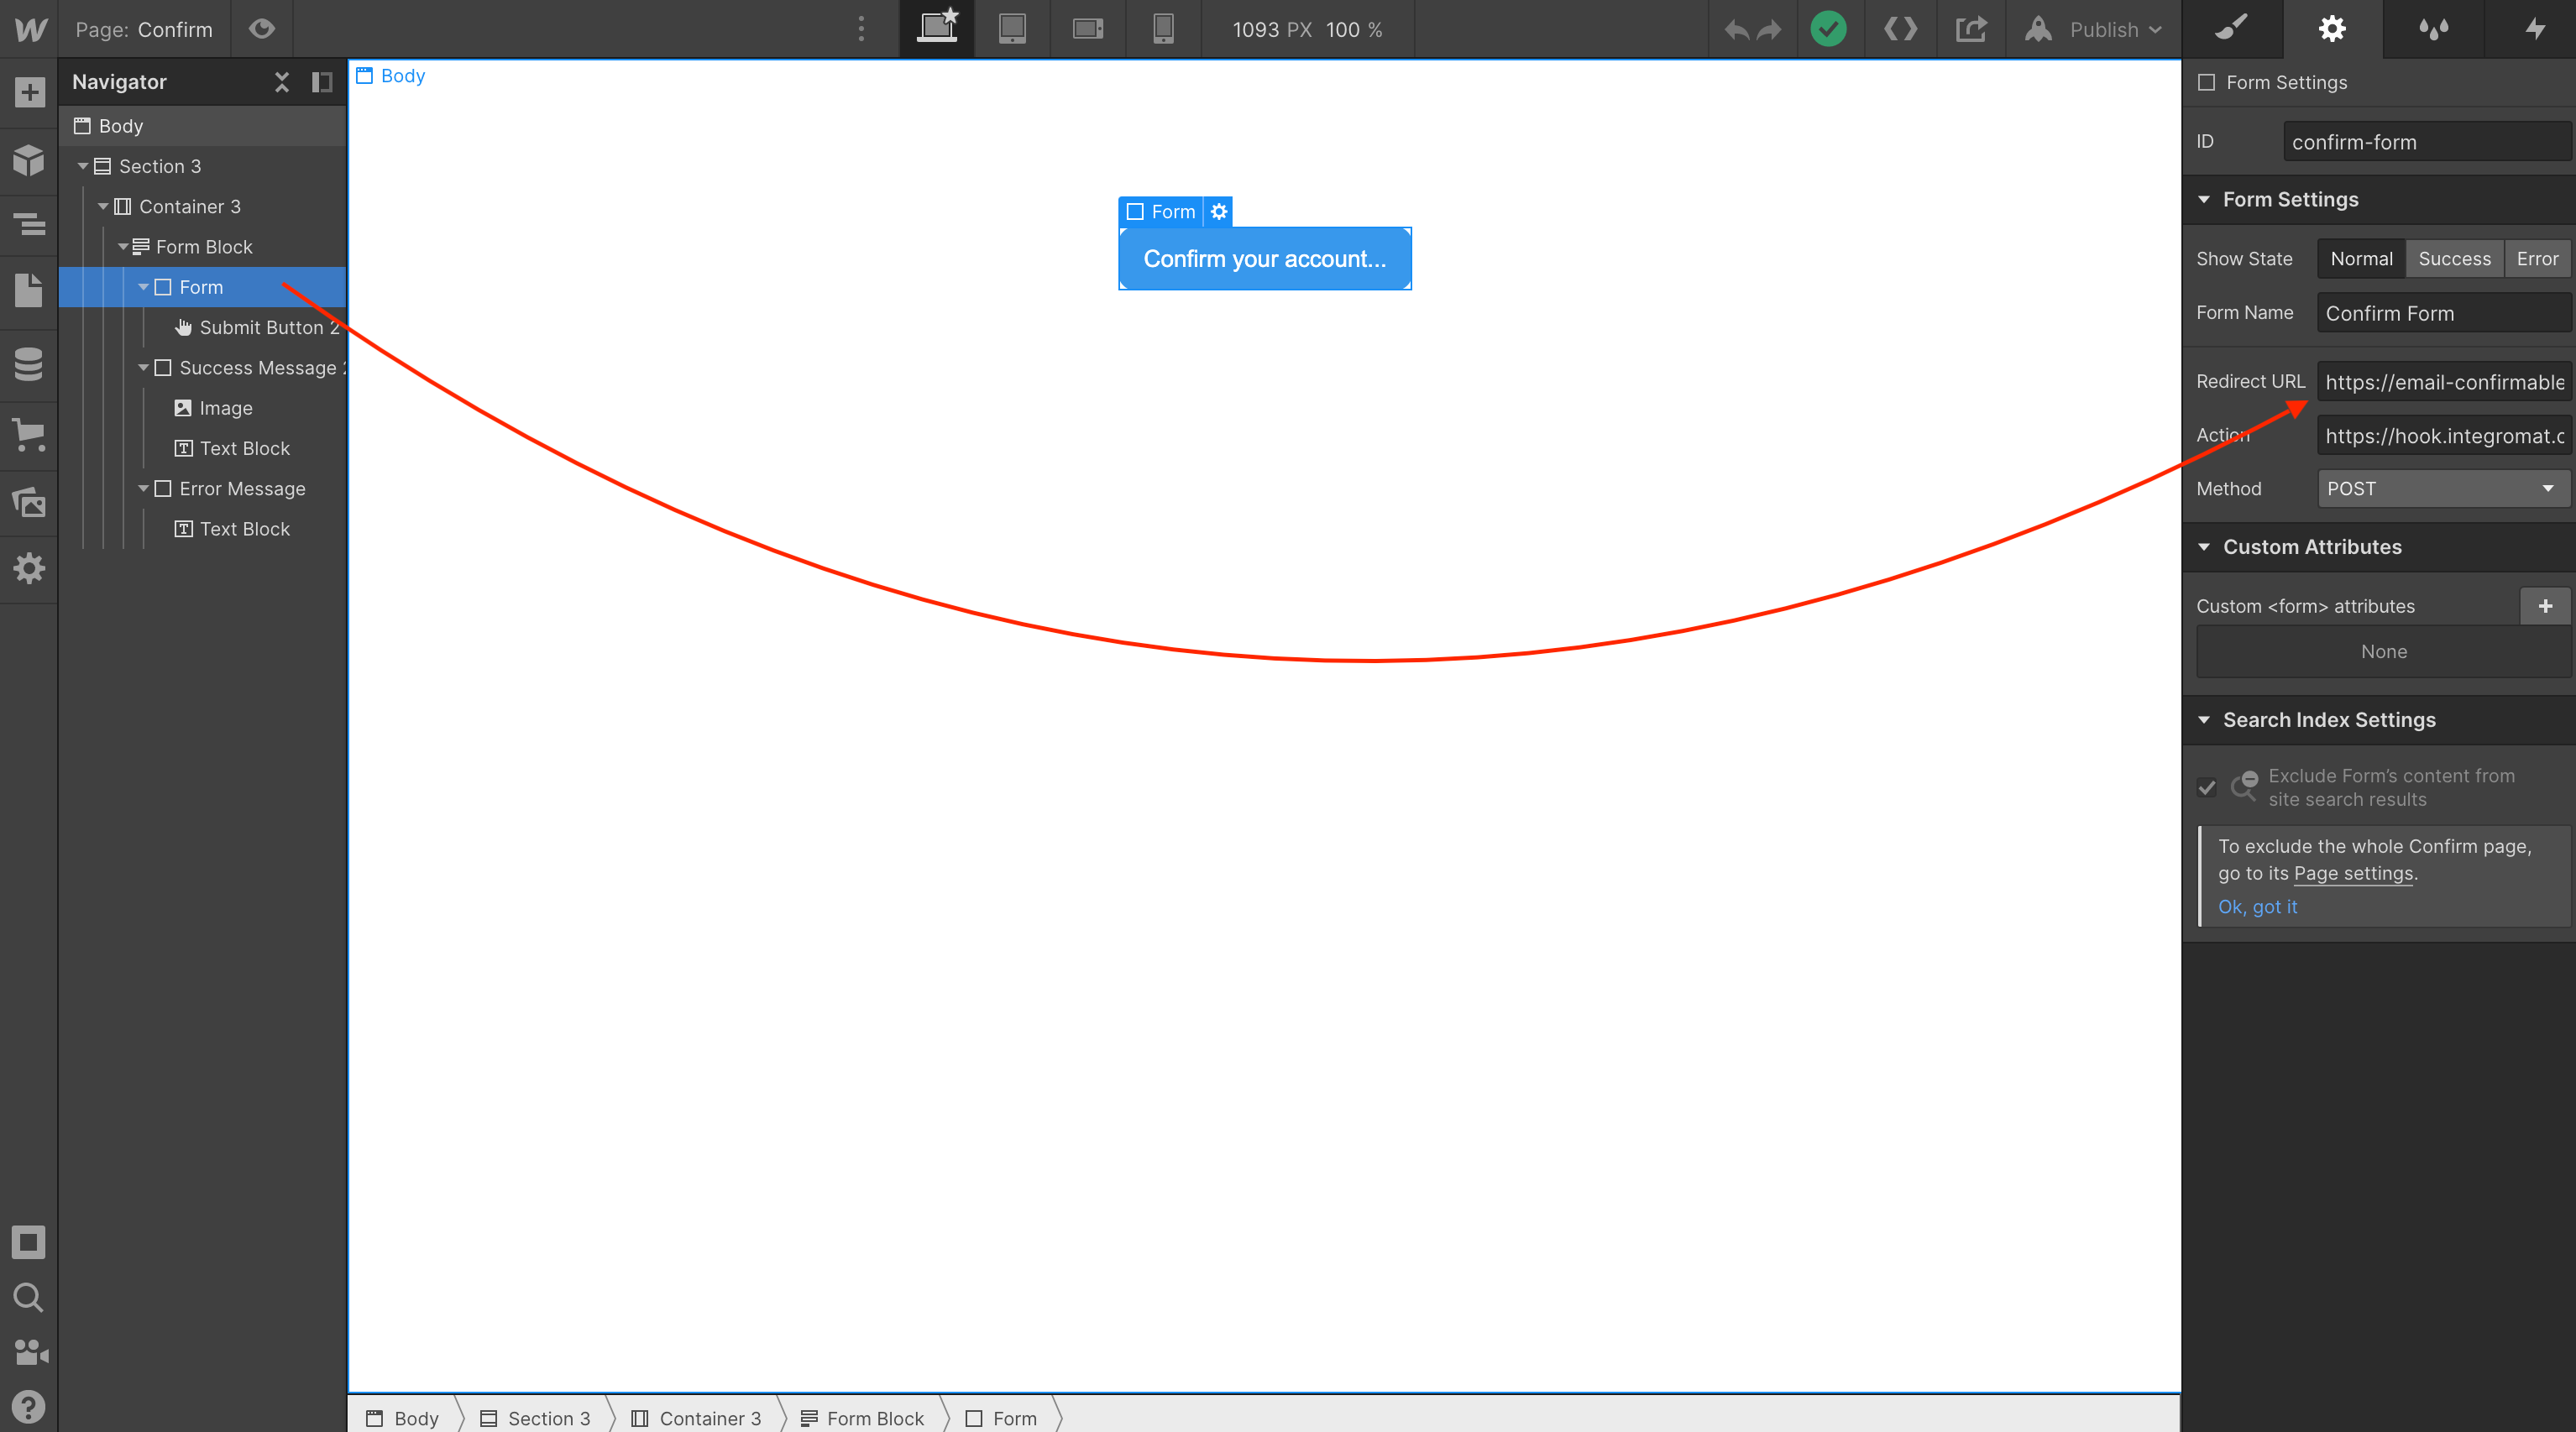 Page: Confirm
1093 PX 100 %
Publish
Navigator
Body
Section 3
Container 3
Form Block
Form
Submit Button 2
Success Message
Image
Text Block
Error Message
Text Block
Body
Form
Confirm your account...
Form Settings
ID confirm-form
Form Settings
Show State Normal Success Error
Form Name Confirm Form
Redirect URL https://email-confirmable
Action https://hook.integromat.c
Method POST
Custom Attributes
Custom <form> attributes
None
Search Index Settings
Exclude Form’s content from
site search results
To exclude the whole Confirm page,
go to its Page settings.
Ok, got it
Body Section 3 Container 3 Form Block Form